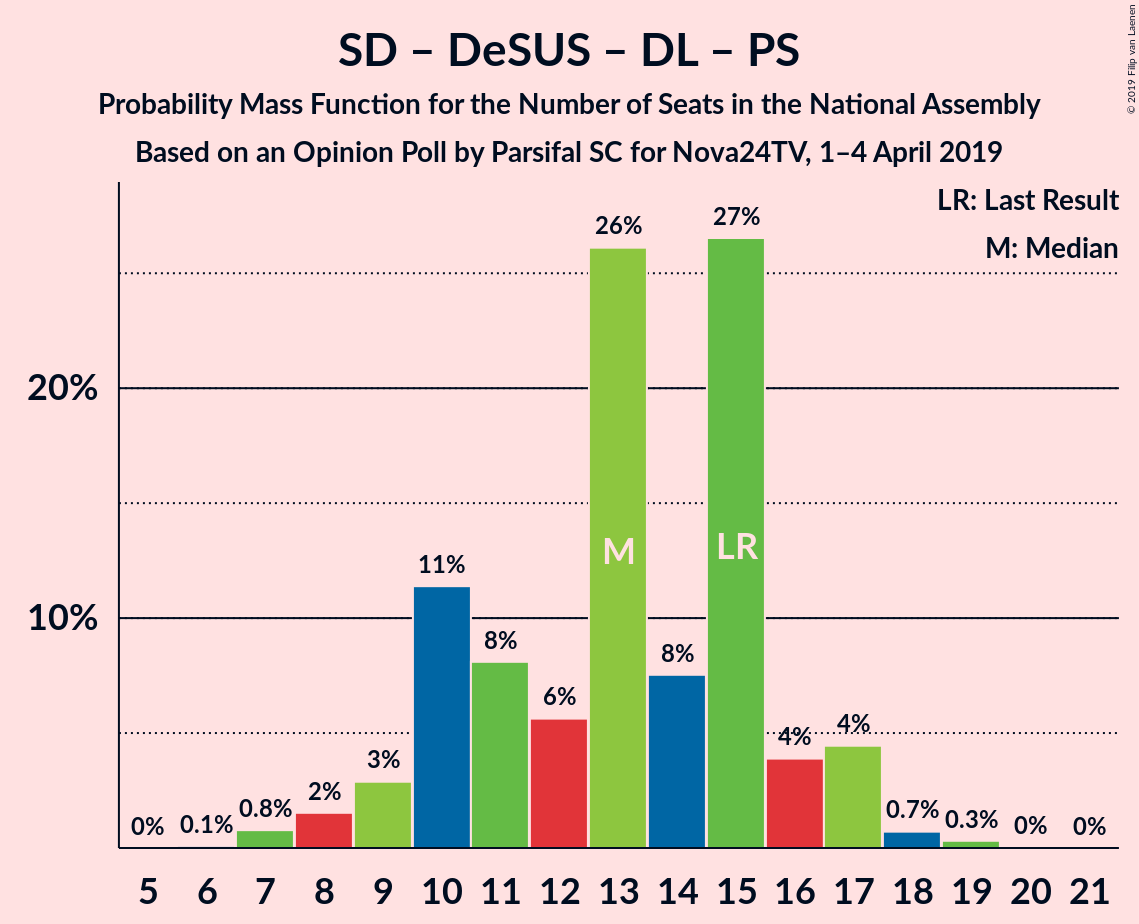 SD – DeSUS – DL – PS
Probability Mass Function for the Number of Seats in the National Assembly
Based on an Opinion Poll by Parsifal SC for Nova24TV, 1–4 April 2019
© 2019 Filip van Laenen
LR: Last Result
M: Median
20%
10%
0%
0.1%
0.8%
2%
3%
11%
8%
6%
26%
8%
27%
4%
4%
0.7%
0.3%
0%
0%
M
LR
5 6 7 8 9 10 11 12 13 14 15 16 17 18 19 20 21